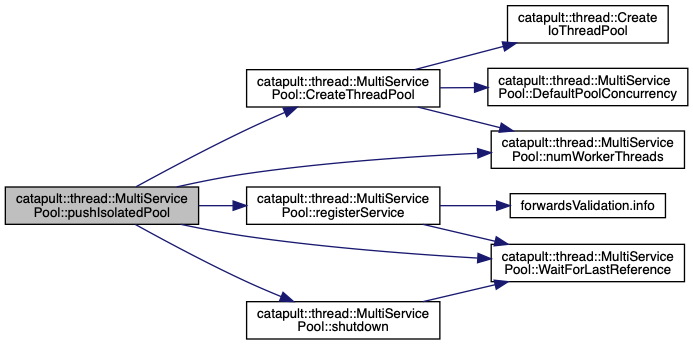 catapult::thread::MultiService
Pool::pushIsolatedPool
catapult::thread::MultiService
Pool::CreateThreadPool
catapult::thread::Create
IoThreadPool
catapult::thread::MultiService
Pool::DefaultPoolConcurrency
catapult::thread::MultiService
Pool::numWorkerThreads
catapult::thread::MultiService
Pool::registerService
forwardsValidation.info
catapult::thread::MultiService
Pool::WaitForLastReference
catapult::thread::MultiService
Pool::shutdown